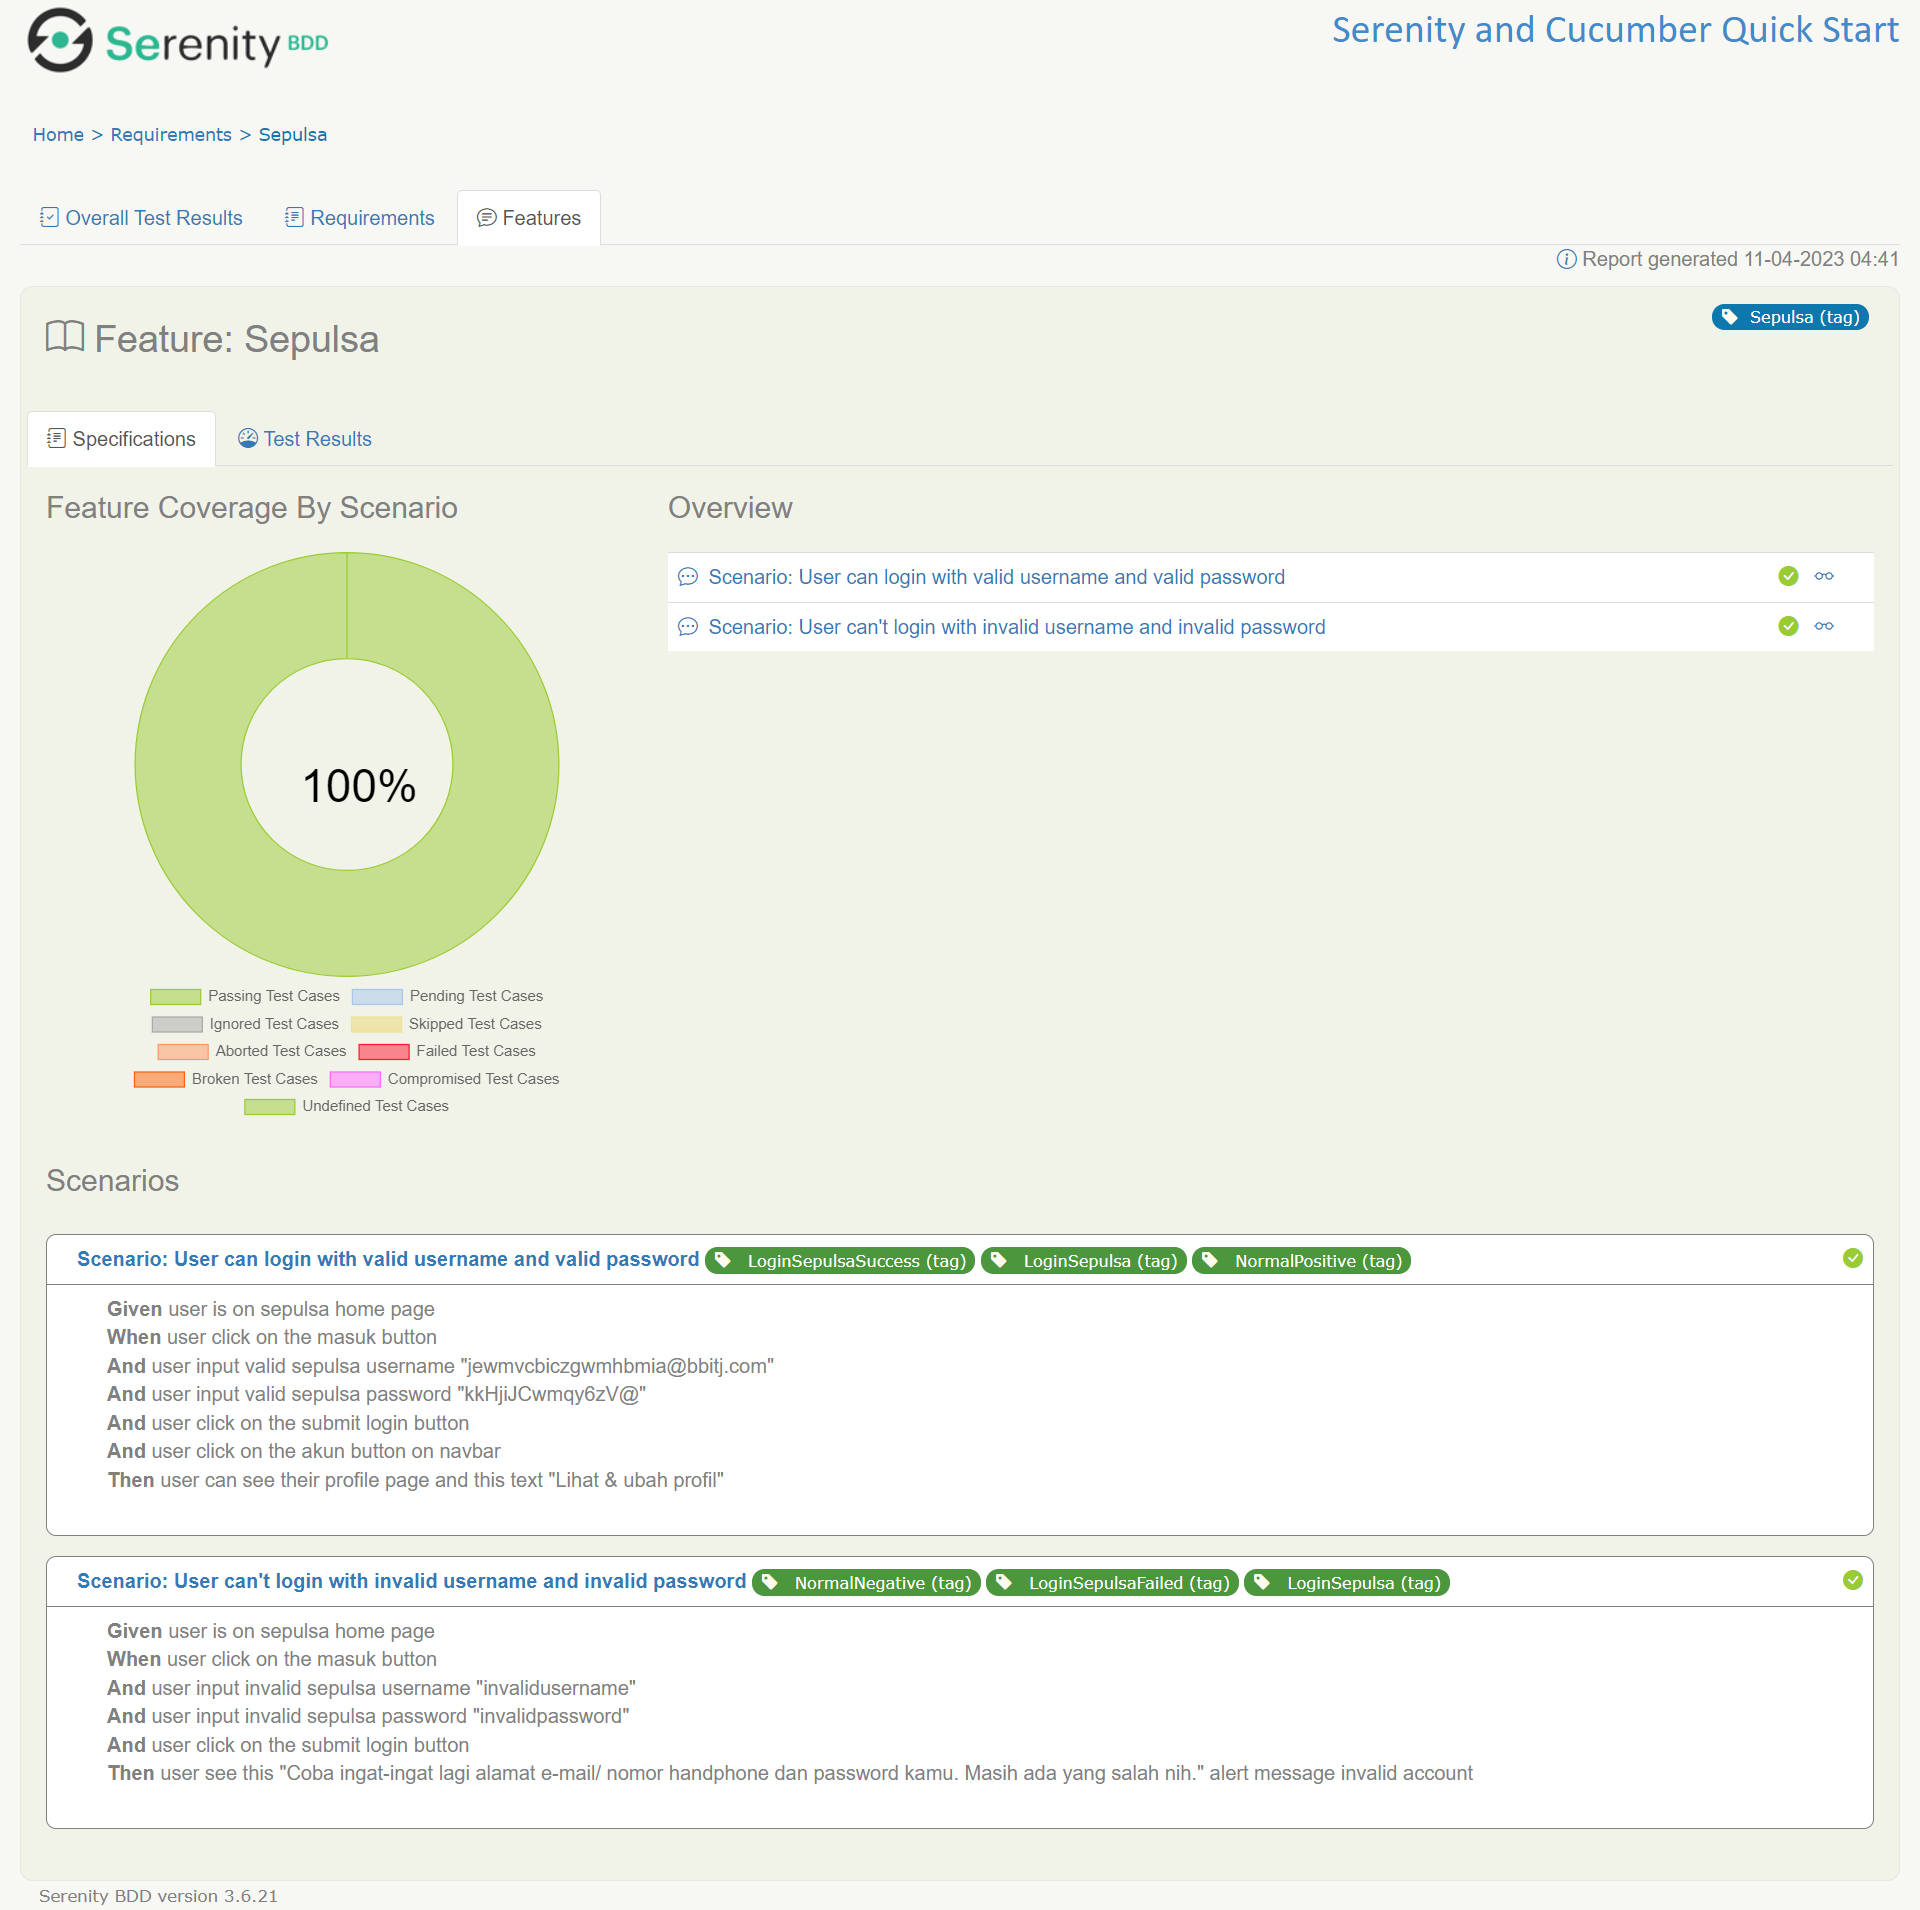 Serenity BDD
Serenity and Cucumber Quick Start
Home > Requirements > Sepulsa
Overall Test Results
Requirements
Features
Report generated 11-04-2023 04:41
Feature: Sepulsa
Sepulsa (tag)
Specifications
Test Results
Feature Coverage By Scenario
100%
Passing Test Cases
Pending Test Cases
Ignored Test Cases
Skipped Test Cases
Aborted Test Cases
Failed Test Cases
Broken Test Cases
Compromised Test Cases
Undefined Test Cases
Overview
Scenario: User can login with valid username and valid password
Scenario: User can't login with invalid username and invalid password
Scenarios
Scenario: User can login with valid username and valid password LoginSepulsaSuccess (tag) LoginSepulsa (tag) NormalPositive (tag)
Given user is on sepulsa home page
When user click on the masuk button
And user input valid sepulsa username "jewmvcbiczgwmhbmia@bbitj.com"
And user input valid sepulsa password "kkHjiJCwmqy6zV@"
And user click on the submit login button
And user click on the akun button on navbar
Then user can see their profile page and this text "Lihat & ubah profil"
Scenario: User can't login with invalid username and invalid password NormalNegative (tag) LoginSepulsaFailed (tag) LoginSepulsa (tag)
Given user is on sepulsa home page
When user click on the masuk button
And user input invalid sepulsa username "invalidusername"
And user input invalid sepulsa password "invalidpassword"
And user click on the submit login button
Then user see this "Coba ingat-ingat lagi alamat e-mail/ nomor handphone dan password kamu. Masih ada yang salah nih." alert message invalid account
Serenity BDD version 3.6.21